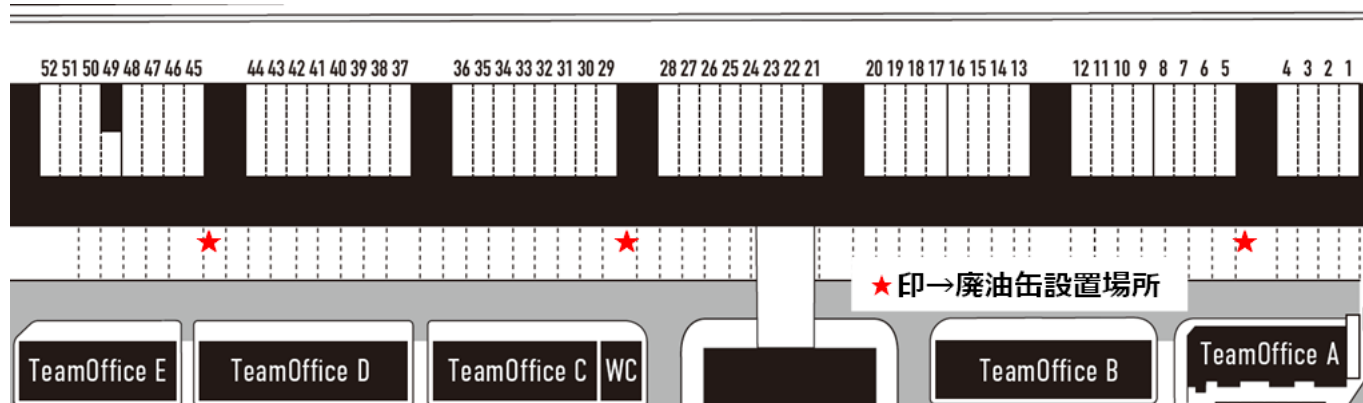 52 51 50 49 48 47 46 45 44 43 42 41 40 39 38 37 36 35 34 33 32 31 30 29 28 27 26 25 24 23 22 21 20 19 18 17 16 15 14 13 12 11 10 9 8 7 6 5 4 3 2 1
★印→廃油缶設置場所
TeamOffice E TeamOffice D TeamOffice C WC TeamOffice B TeamOffice A